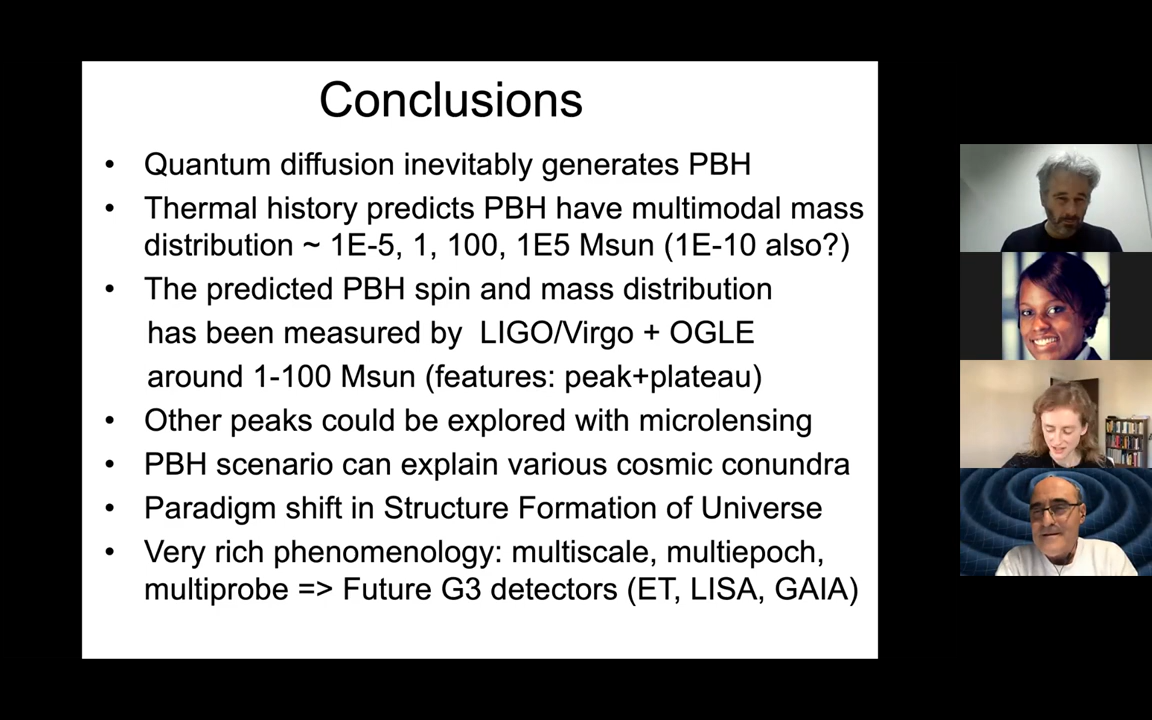 Conclusions
• Quantum diffusion inevitably generates PBH
• Thermal history predicts PBH have multimodal mass
distribution ~ 1E-5, 1, 100, 1E5 Msun (1E-10 also?)
• The predicted PBH spin and mass distribution
has been measured by LIGO/Virgo + OGLE
around 1-100 Msun (features: peak+plateau)
• Other peaks could be explored with microlensing
• PBH scenario can explain various cosmic conundra
• Paradigm shift in Structure Formation of Universe
• Very rich phenomenology: multiscale, multiepoch,
multiprobe => Future G3 detectors (ET, LISA, GAIA)